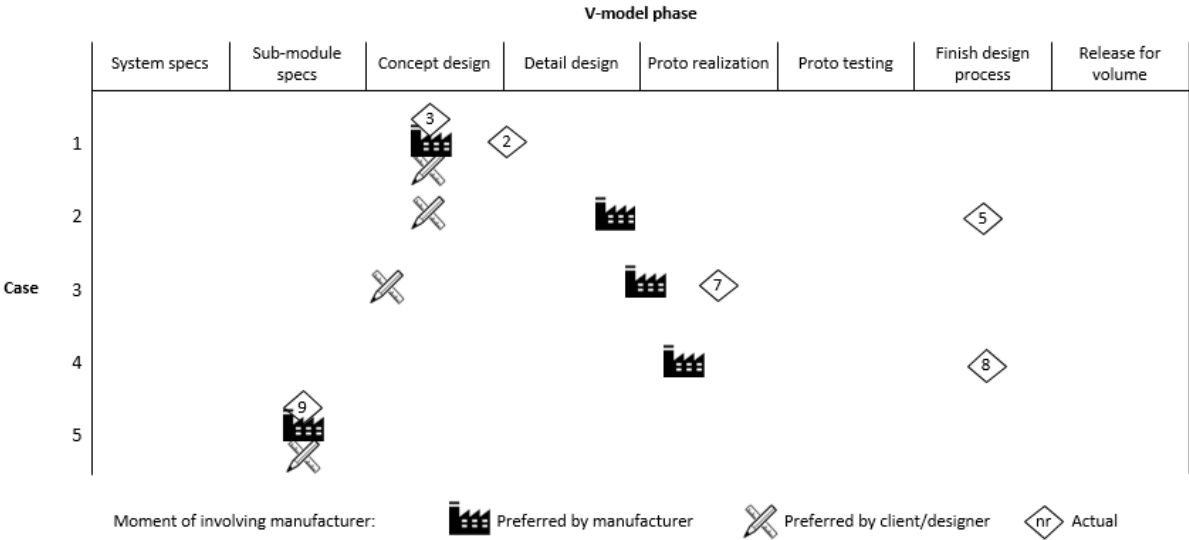 V-model phase
System specs
Sub-module
specs
Concept design
Detail design
Proto realization
Proto testing
Finish design
process
Release for
volume
3
1
2
2
5
Case
3
7
4
8
9
5
Moment of involving manufacturer:
Preferred by manufacturer
Preferred by client/designer
nr
Actual